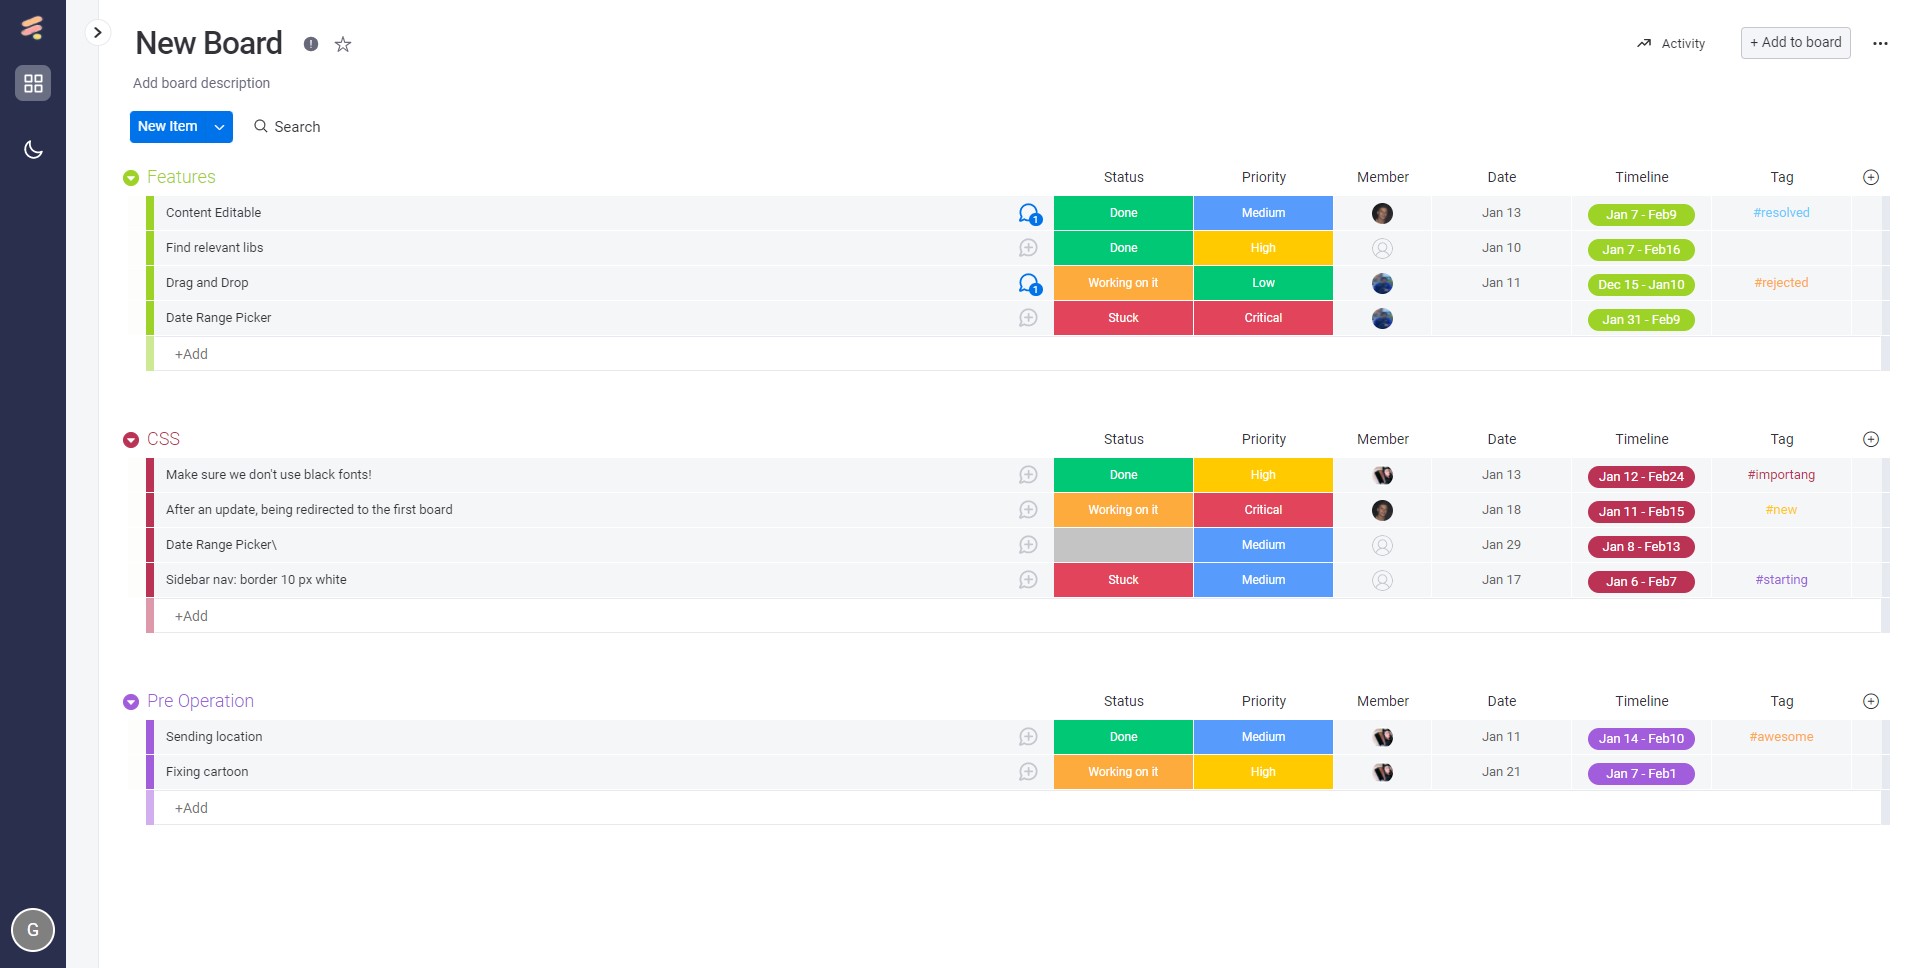 New Board
Activity
+ Add to board
Add board description
New Item
Search
Features Status Priority Member Date Timeline Tag
Content Editable 1 Done Medium Jan 13 Jan 7 - Feb9 #resolved
Find relevant libs Done High Jan 10 Jan 7 - Feb16
Drag and Drop 1 Working on it Low Jan 11 Dec 15 - Jan10 #rejected
Date Range Picker Stuck Critical Jan 31 - Feb9
+Add
CSS Status Priority Member Date Timeline Tag
Make sure we don't use black fonts! Done High Jan 13 Jan 12 - Feb24 #importang
After an update, being redirected to the first board Working on it Critical Jan 18 Jan 11 - Feb15 #new
Date Range Picker\ Medium Jan 29 Jan 8 - Feb13
Sidebar nav: border 10 px white Stuck Medium Jan 17 Jan 6 - Feb7 #starting
+Add
Pre Operation Status Priority Member Date Timeline Tag
Sending location Done Medium Jan 11 Jan 14 - Feb10 #awesome
Fixing cartoon Working on it High Jan 21 Jan 7 - Feb1
+Add
G